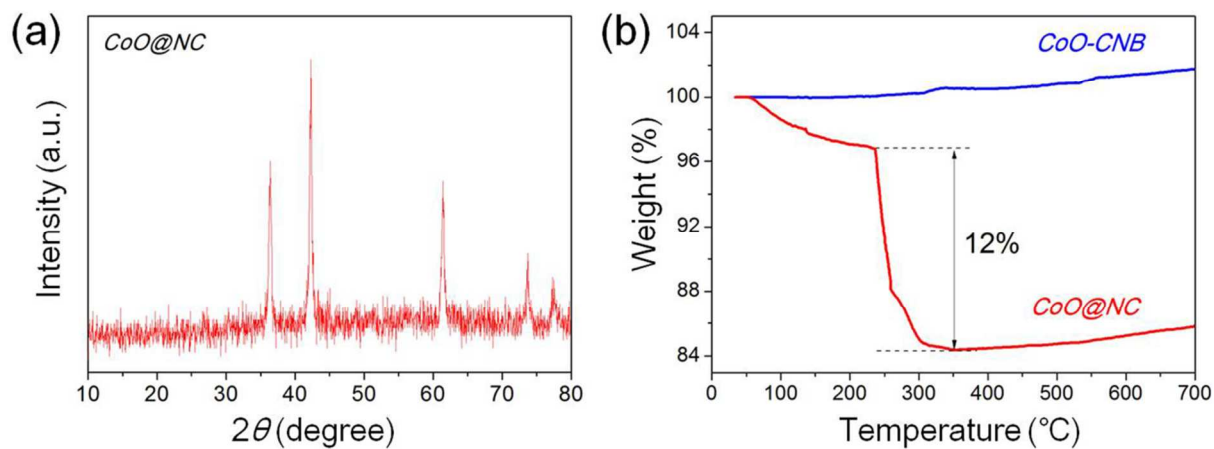 (a)
CoO@NC
Intensity (a.u.)
10 20 30 40 50 60 70 80
2θ (degree)
(b)
CoO-CNB
104
100
96
92
88
84
Weight (%)
12%
CoO@NC
0 100 200 300 400 500 600 700
Temperature (°C)